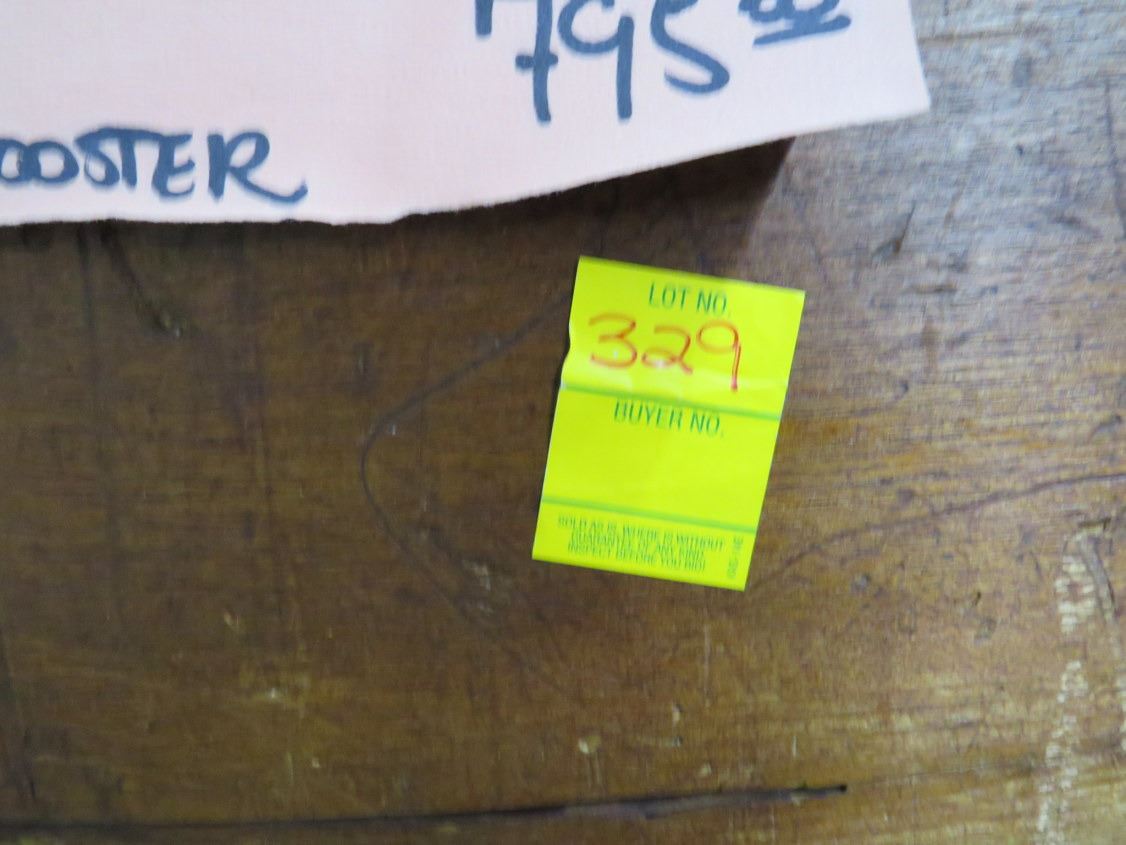 795.00
OOSTER
LOT NO.
329
BUYER NO.
SOLD AS IS, WHERE IS WITHOUT
GUARANTEE OF ANY KIND.
INSPECT BEFORE YOU BID!